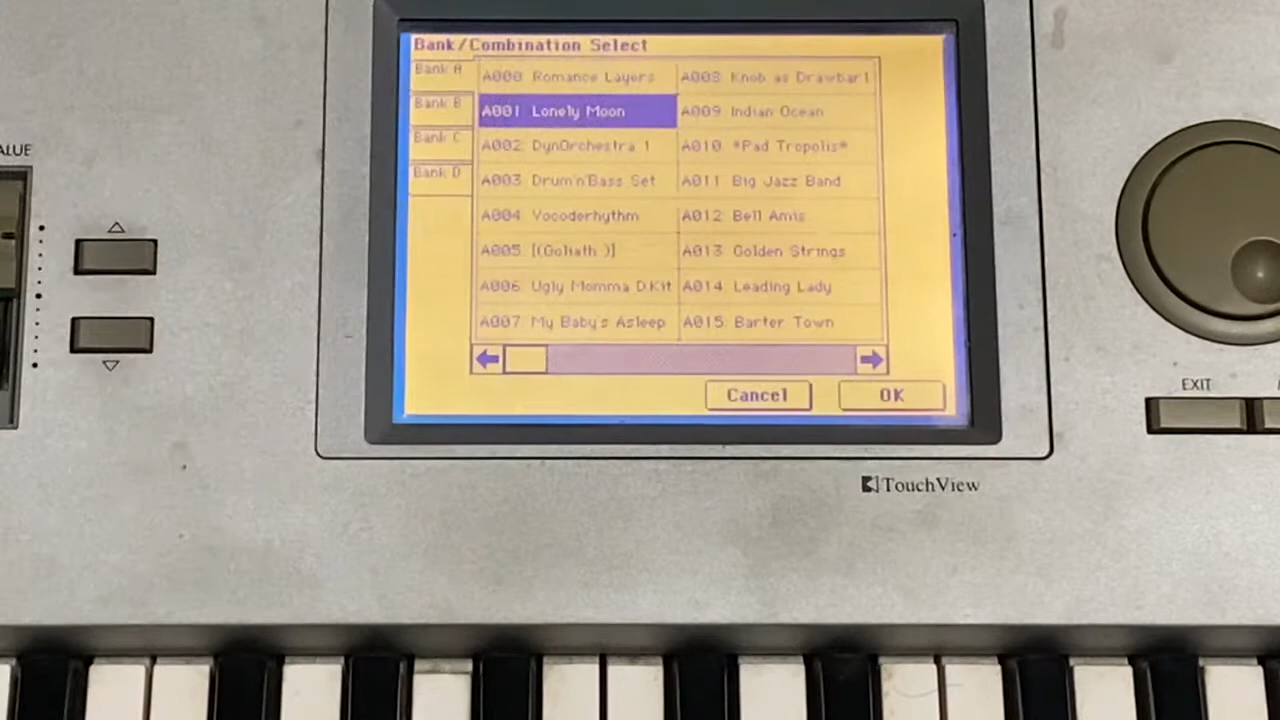 Bank/Combination Select
Bank A
Bank B
Bank C
Bank D
A000: Romance Layers
A001: Lonely Moon
A002: DynOrchestra 1
A003: Drum'n'Bass Set
A004: Vocoderhythm
A005: [(Goliath )]
A006: Ugly Momma D.Kit
A007: My Baby's Asleep
A008: Knob as Drawbar1
A009: Indian Ocean
A010: *Pad Tropolis*
A011: Big Jazz Band
A012: Bell Amis
A013: Golden Strings
A014: Leading Lady
A015: Barter Town
Cancel
OK
ALUE
EXIT
TouchView